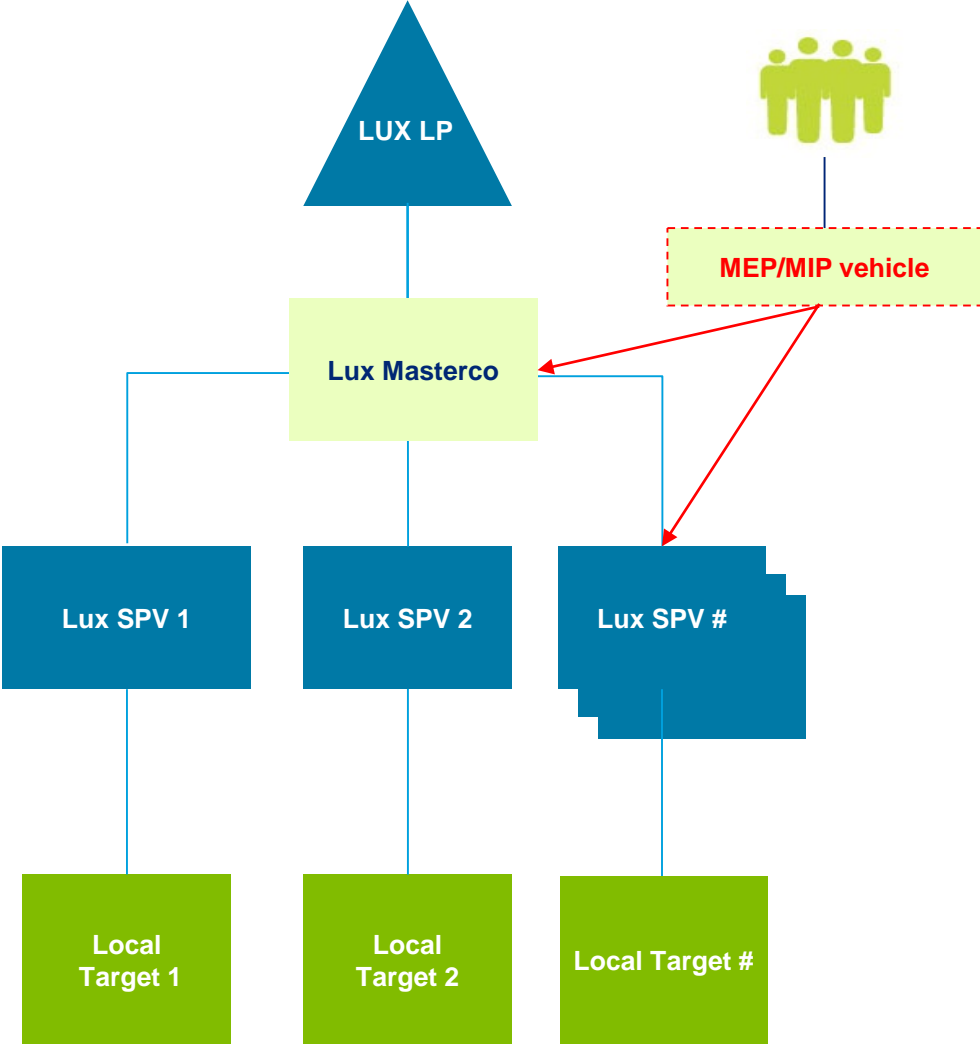 LUX LP
MEP/MIP vehicle
Lux Masterco
Lux SPV 1
Lux SPV 2
Lux SPV #
Local
Target 1
Local
Target 2
Local Target #